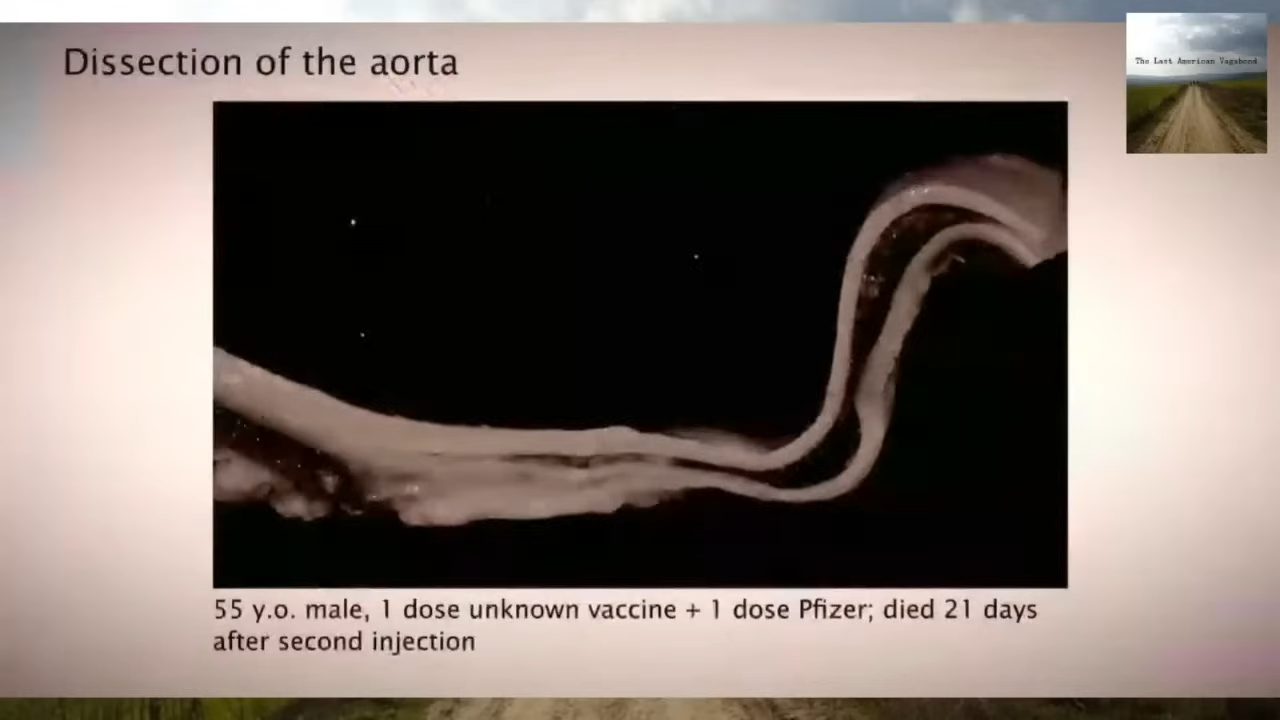 Dissection of the aorta
The Last American Vagabond
55 y.o. male, 1 dose unknown vaccine + 1 dose Pfizer; died 21 days
after second injection